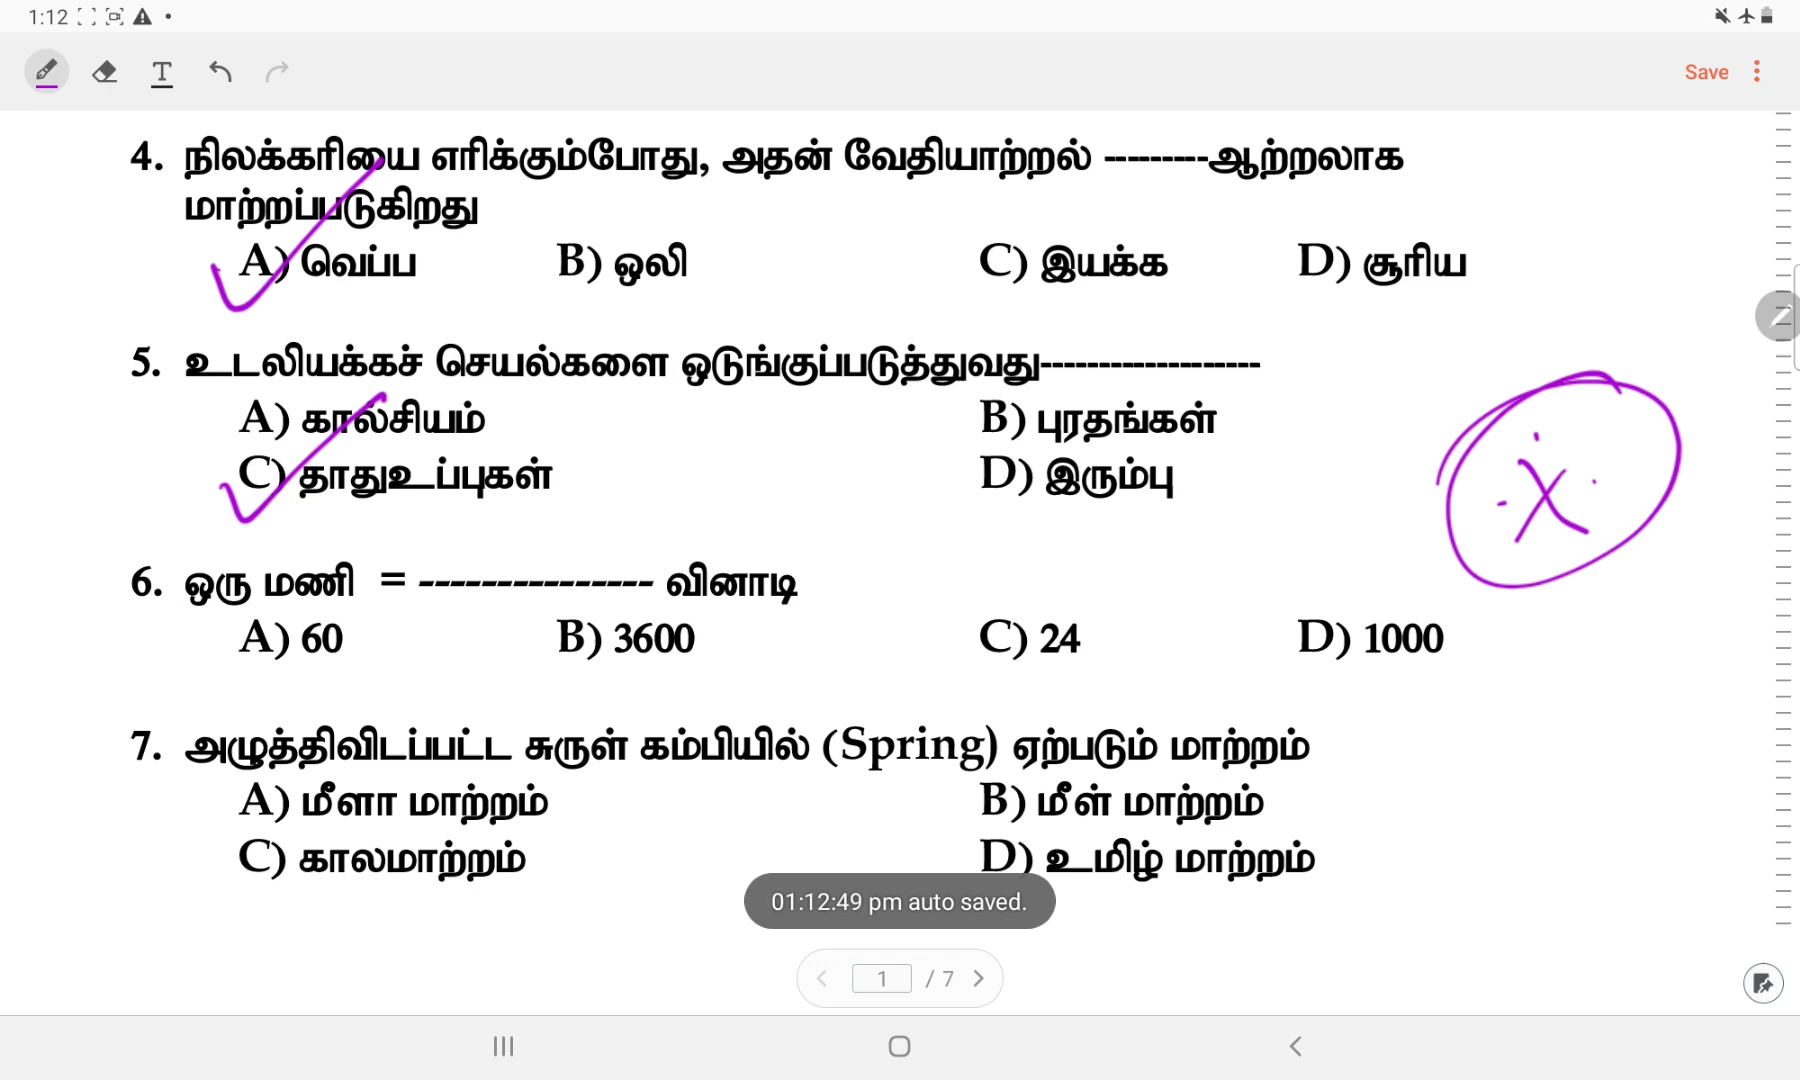 1:12
Save
4. நிலக்கரியை எரிக்கும்போது, அதன் வேதியாற்றல் ---------ஆற்றலாக
மாற்றப்படுகிறது
A) வெப்ப B) ஒலி C) இயக்க D) சூரிய
5. உடலியக்கச் செயல்களை ஒடுங்குப்படுத்துவது-------------------
A) கால்சியம் B) புரதங்கள்
C) தாதுஉப்புகள் D) இரும்பு
X
6. ஒரு மணி = --------------- வினாடி
A) 60 B) 3600 C) 24 D) 1000
7. அழுத்திவிடப்பட்ட சுருள் கம்பியில் (Spring) ஏற்படும் மாற்றம்
A) மீளா மாற்றம் B) மீள் மாற்றம்
C) காலமாற்றம் D) உமிழ் மாற்றம்
01:12:49 pm auto saved.
1 / 7